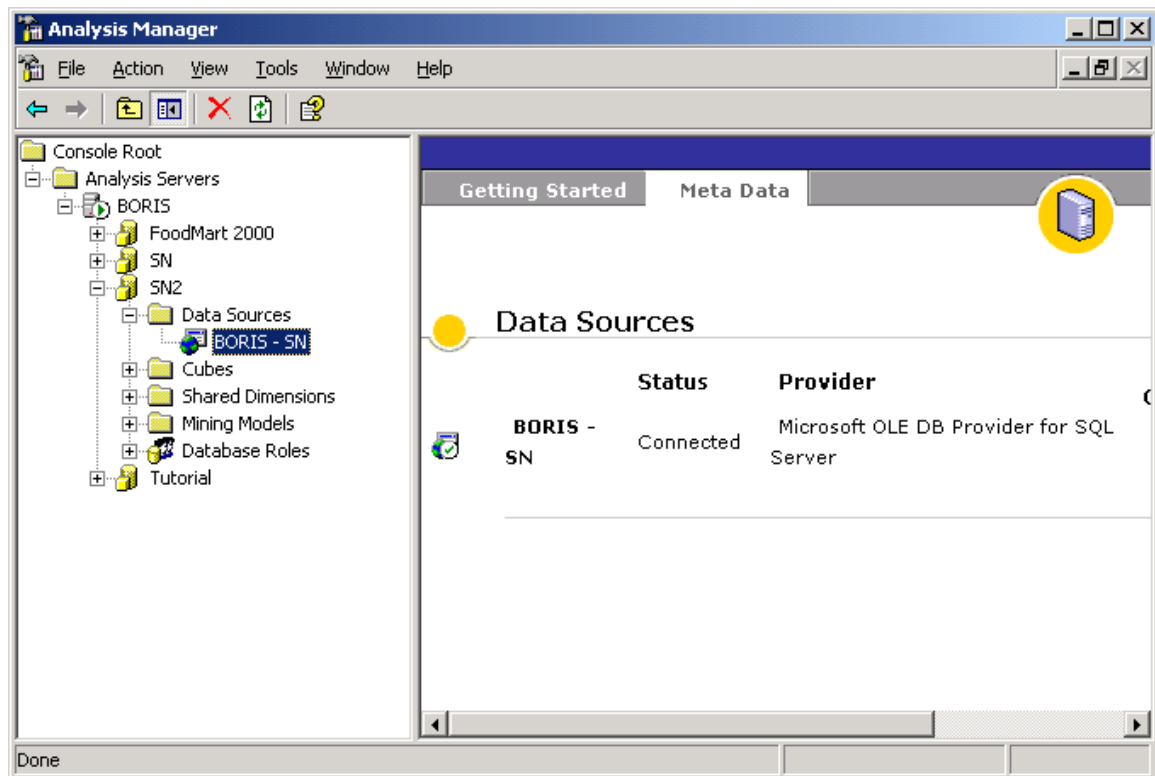 Analysis Manager
File Action View Tools Window Help
Console Root
Analysis Servers
BORIS
FoodMart 2000
SN
SN2
Data Sources
BORIS - SN
Cubes
Shared Dimensions
Mining Models
Database Roles
Tutorial
Getting Started Meta Data
Data Sources
Status Provider
BORIS - SN
Connected
Microsoft OLE DB Provider for SQL
Server
Done